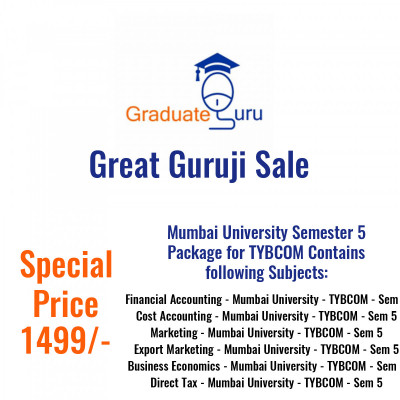 Graduate Guru
Great Guruji Sale
Mumbai University Semester 5
Package for TYBCOM Contains
following Subjects:
Special
Price
1499/-
Financial Accounting - Mumbai University - TYBCOM - Sem
Cost Accounting - Mumbai University - TYBCOM - Sem 5
Marketing - Mumbai University - TYBCOM - Sem 5
Export Marketing - Mumbai University - TYBCOM - Sem 5
Business Economics - Mumbai University - TYBCOM - Sem
Direct Tax - Mumbai University - TYBCOM - Sem 5